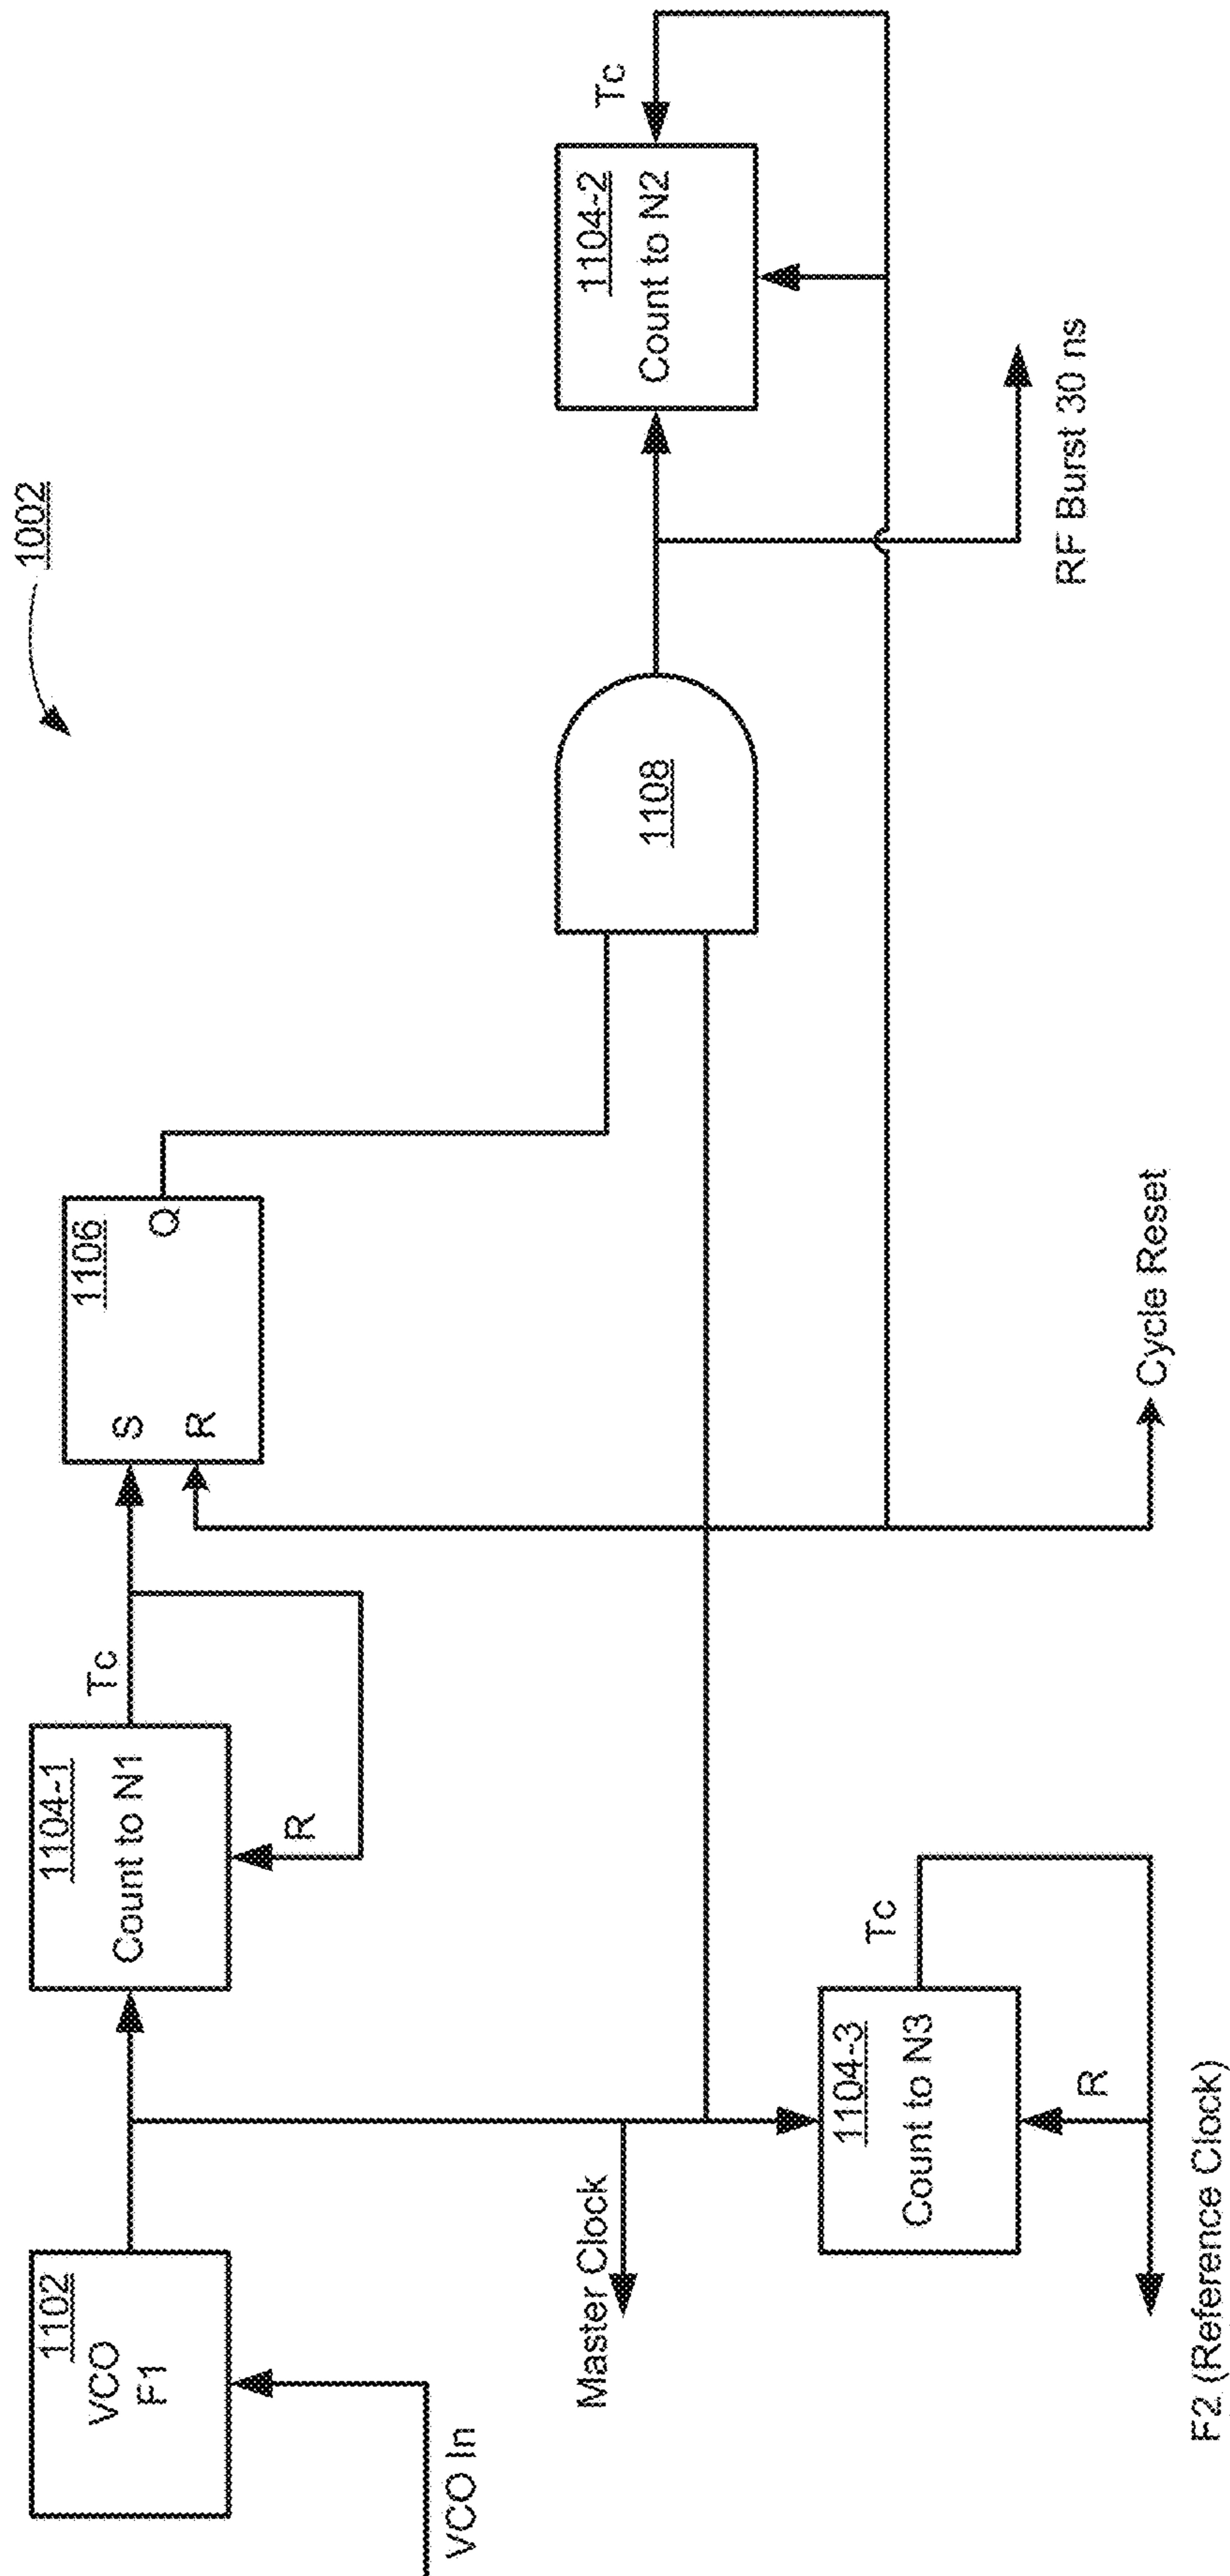 1002
1102
VCO
F1
VCO In
1104-1
Count to N1
Tc
R
1106
S
R
Q
Master Clock
1104-3
Count to N3
Tc
R
F2 (Reference Clock)
Cycle Reset
1108
1104-2
Count to N2
Tc
RF Burst 30 ns